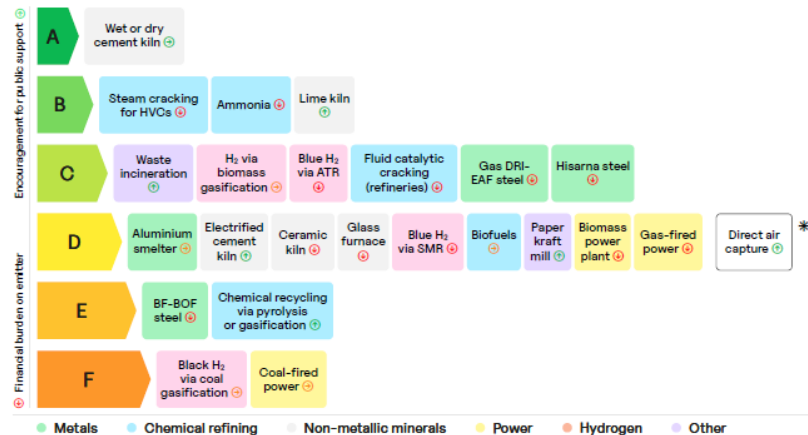 Encouragement for public support
Financial burden on emitter
A
Wet or dry
cement kiln
B
Steam cracking
for HVCs
Ammonia
Lime kiln
C
Waste
incineration
H₂ via
biomass
gasification
Blue H₂
via ATR
Fluid catalytic
cracking
(refineries)
Gas DRI-
EAF steel
Hisarna steel
D
Aluminium
smelter
Electrified
cement
kiln
Ceramic
kiln
Glass
furnace
Blue H₂
via SMR
Biofuels
Paper
kraft
mill
Biomass
power
plant
Gas-fired
power
Direct air
capture
*
E
BF-BOF
steel
Chemical recycling
via pyrolysis
or gasification
F
Black H₂
via coal
gasification
Coal-fired
power
Metals
Chemical refining
Non-metallic minerals
Power
Hydrogen
Other